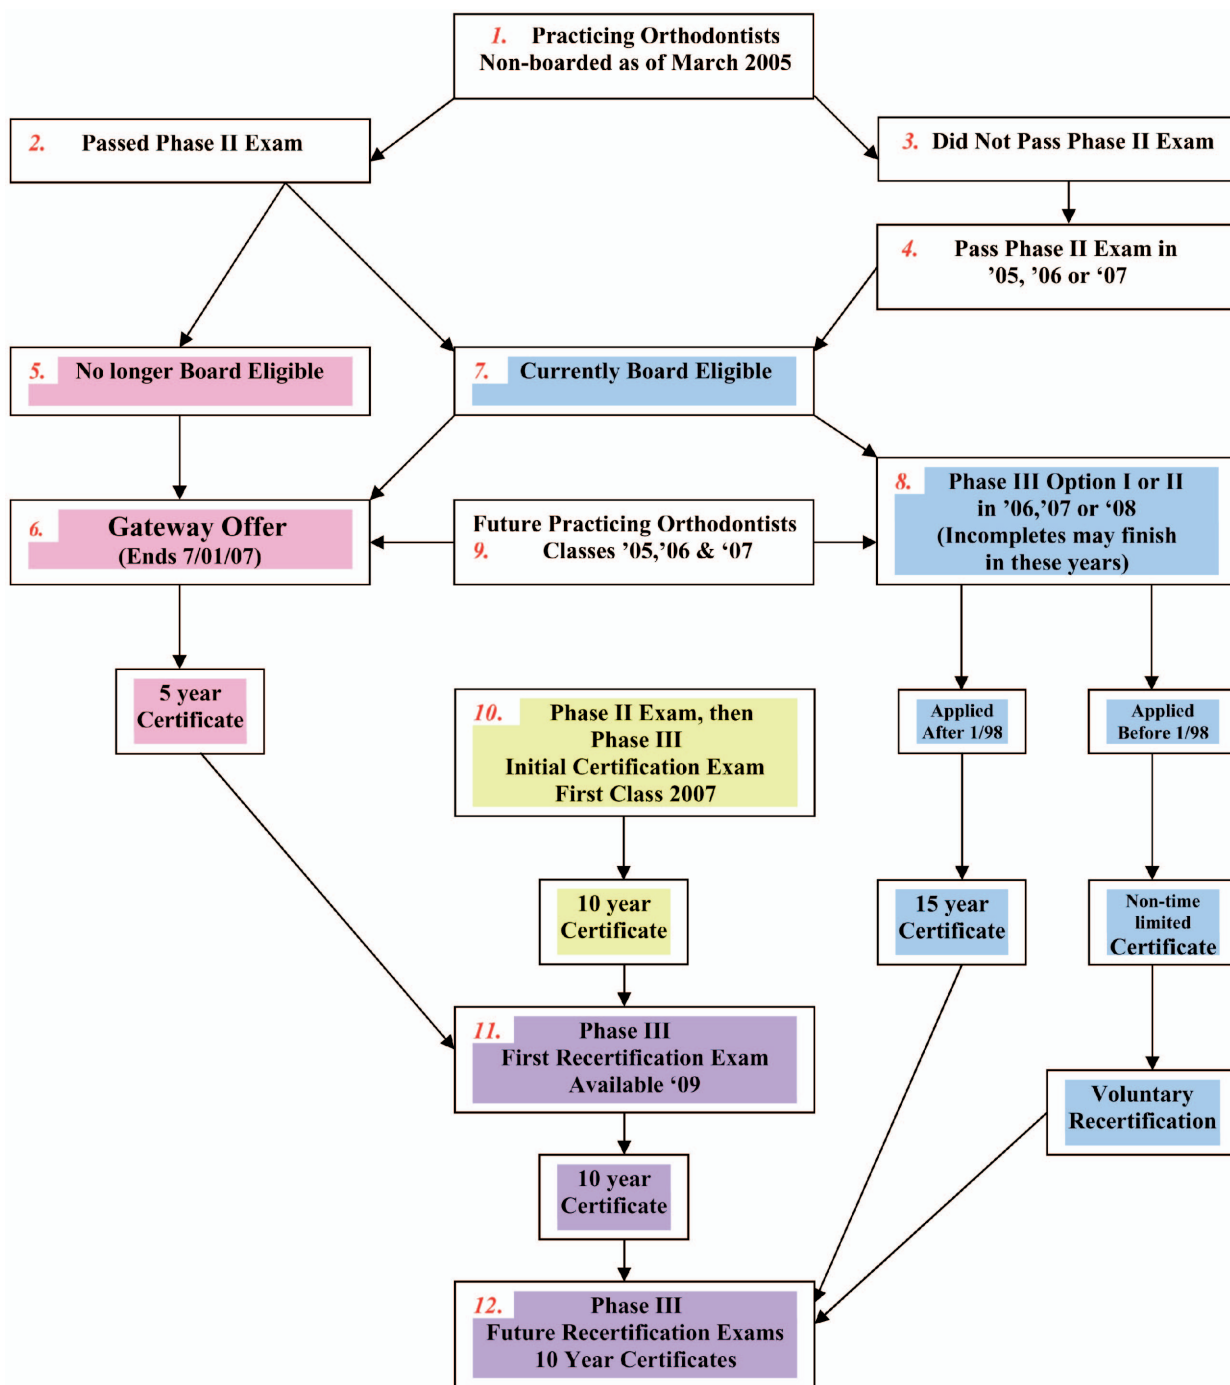 1. Practicing Orthodontists
Non-boarded as of March 2005
2. Passed Phase II Exam
3. Did Not Pass Phase II Exam
4. Pass Phase II Exam in
’05, ’06 or ‘07
5. No longer Board Eligible
7. Currently Board Eligible
6. Gateway Offer
(Ends 7/01/07)
Future Practicing Orthodontists
9. Classes ’05,’06 & ‘07
8. Phase III Option I or II
in ’06,’07 or ‘08
(Incompletes may finish
in these years)
5 year
Certificate
10. Phase II Exam, then
Phase III
Initial Certification Exam
First Class 2007
Applied
After 1/98
Applied
Before 1/98
10 year
Certificate
15 year
Certificate
Non-time
limited
Certificate
11. Phase III
First Recertification Exam
Available ‘09
Voluntary
Recertification
10 year
Certificate
12. Phase III
Future Recertification Exams
10 Year Certificates